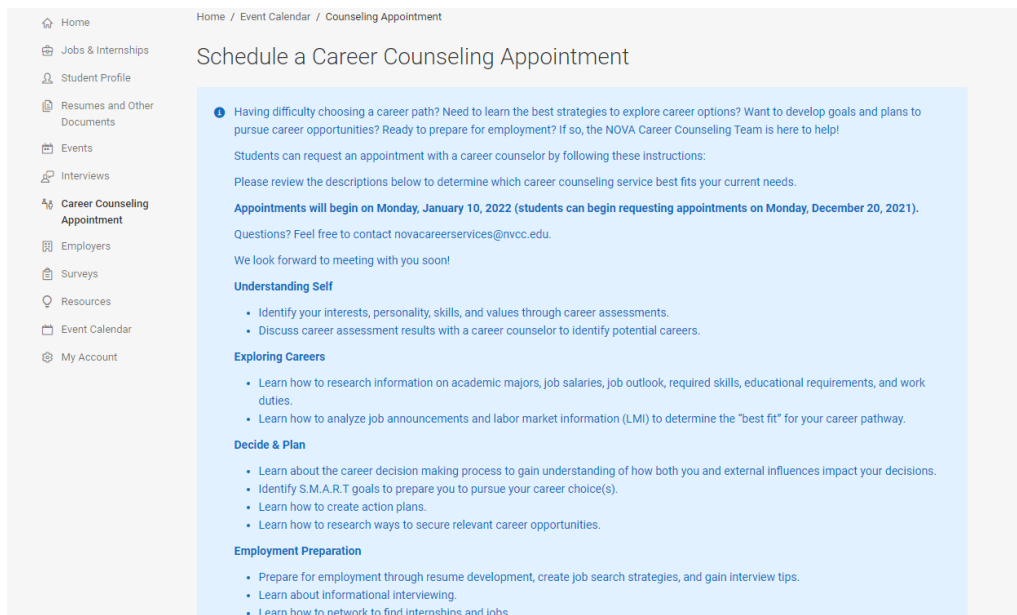 Home
Jobs & Internships
Student Profile
Resumes and Other
Documents
Events
Interviews
Career Counseling
Appointment
Employers
Surveys
Resources
Event Calendar
My Account
Home / Event Calendar / Counseling Appointment
Schedule a Career Counseling Appointment
Having difficulty choosing a career path? Need to learn the best strategies to explore career options? Want to develop goals and plans to
pursue career opportunities? Ready to prepare for employment? If so, the NOVA Career Counseling Team is here to help!
Students can request an appointment with a career counselor by following these instructions:
Please review the descriptions below to determine which career counseling service best fits your current needs.
Appointments will begin on Monday, January 10, 2022 (students can begin requesting appointments on Monday, December 20, 2021).
Questions? Feel free to contact novacareerservices@nvcc.edu.
We look forward to meeting with you soon!
Understanding Self
• Identify your interests, personality, skills, and values through career assessments.
• Discuss career assessment results with a career counselor to identify potential careers.
Exploring Careers
• Learn how to research information on academic majors, job salaries, job outlook, required skills, educational requirements, and work
duties.
• Learn how to analyze job announcements and labor market information (LMI) to determine the “best fit” for your career pathway.
Decide & Plan
• Learn about the career decision making process to gain understanding of how both you and external influences impact your decisions.
• Identify S.M.A.R.T goals to prepare you to pursue your career choice(s).
• Learn how to create action plans.
• Learn how to research ways to secure relevant career opportunities.
Employment Preparation
• Prepare for employment through resume development, create job search strategies, and gain interview tips.
• Learn about informational interviewing.
• Learn how to network to find internships and jobs.